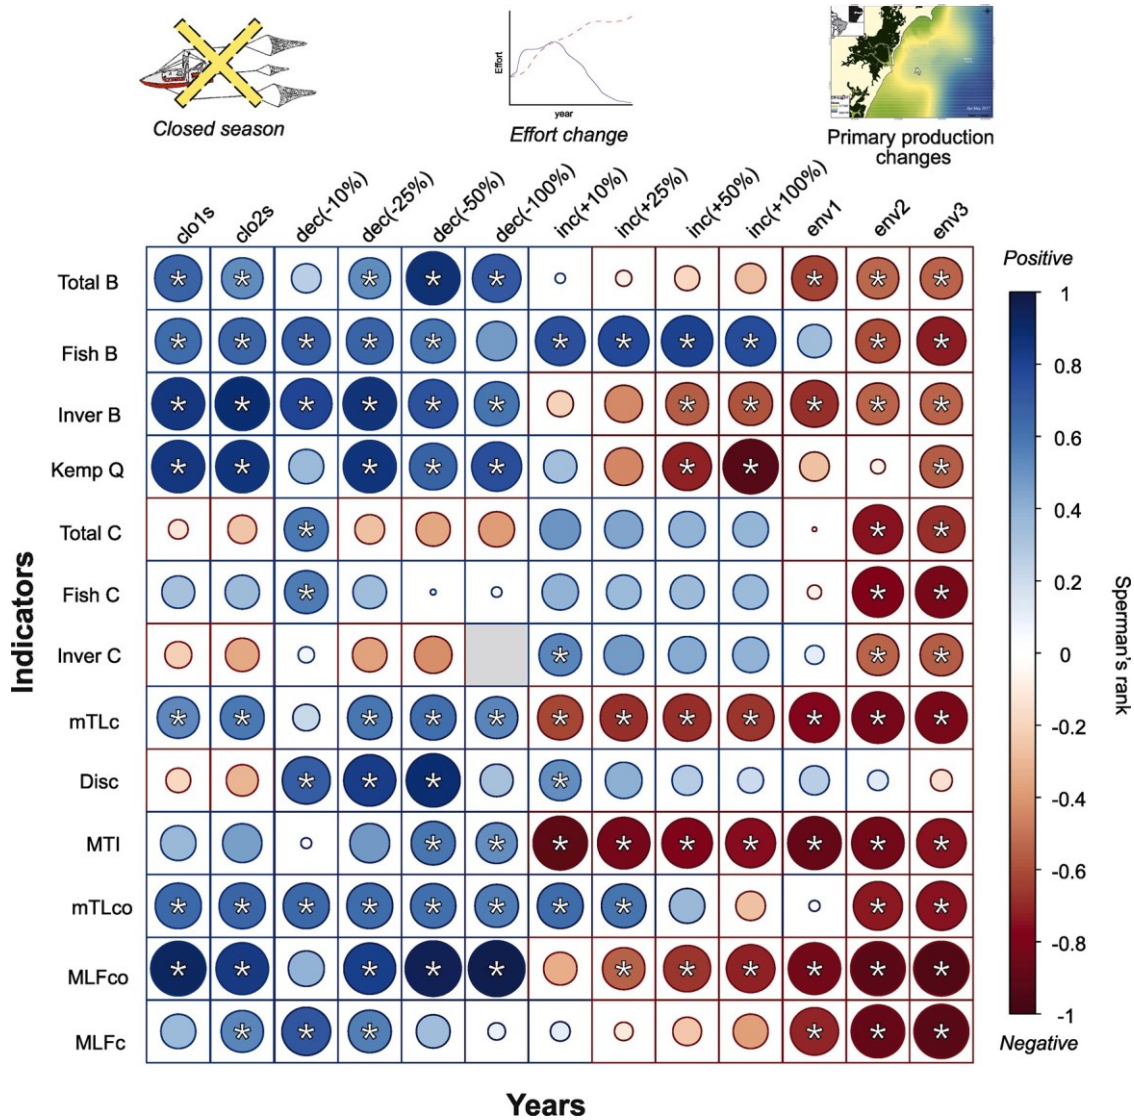 Effort
year
Closed season
Effort change
Primary production
changes
clo1s
clo2s
dec(-10%)
dec(-25%)
dec(-50%)
dec(-100%)
inc(+10%)
inc(+25%)
inc(+50%)
inc(+100%)
env1
env2
env3
Positive
Total B
Fish B
Inver B
Kemp Q
Total C
Fish C
Inver C
mTLc
Disc
MTI
mTLco
MLFco
MLFc
Indicators
Years
1
0.8
0.6
0.4
0.2
0
-0.2
-0.4
-0.6
-0.8
-1
Sperman's rank
Negative